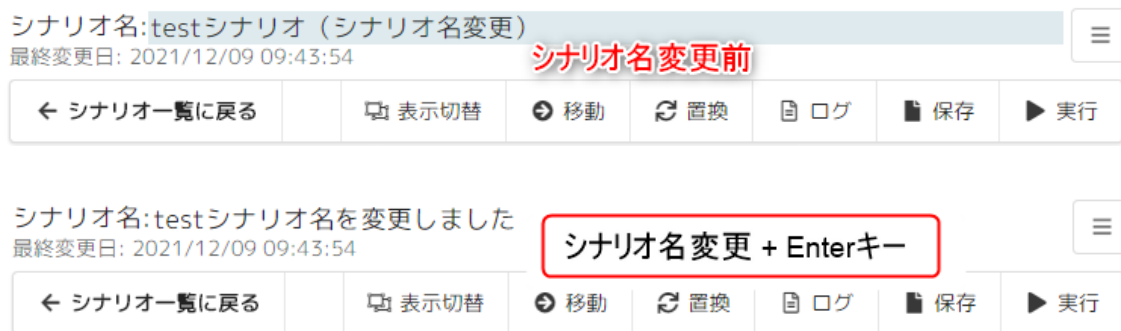 シナリオ名:testシナリオ（シナリオ名変更）
最終変更日: 2021/12/09 09:43:54
シナリオ名変更前
← シナリオ一覧に戻る 表示切替 移動 置換 ログ 保存 実行
シナリオ名:testシナリオ名を変更しました
最終変更日: 2021/12/09 09:43:54
シナリオ名変更 + Enterキー
← シナリオ一覧に戻る 表示切替 移動 置換 ログ 保存 実行